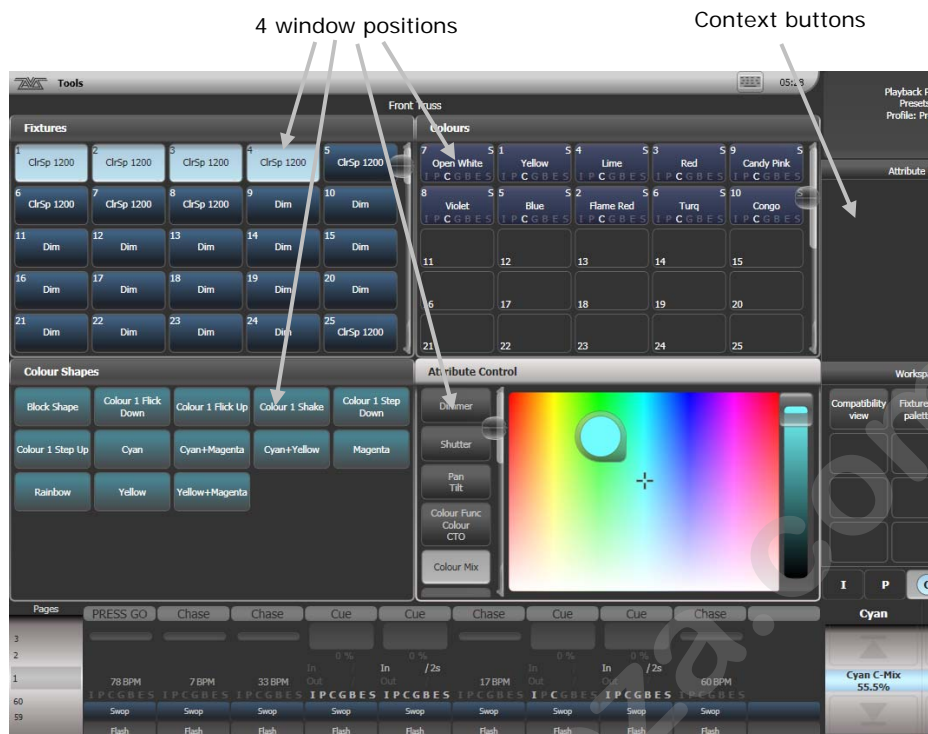 4 window positions
Context buttons
Tools
05:
Front Truss
Playback P
Presets
Profile: Pr
Fixtures
Colours
Attribute
1 ClrSp 1200
2 ClrSp 1200
3 ClrSp 1200
4 ClrSp 1200
5 ClrSp 1200
6 ClrSp 1200
7 ClrSp 1200
8 ClrSp 1200
9 Dim
10 Dim
11 Dim
12 Dim
13 Dim
14 Dim
15 Dim
16 Dim
17 Dim
18 Dim
19 Dim
20 Dim
21 Dim
22 Dim
23 Dim
24 Dim
25 ClrSp 1200
7 S Open White I P C G B E S
1 S Yellow I P C G B E S
4 S Lime I P C G B E S
3 S Red I P C G B E S
9 S Candy Pink I P C G B E S
8 S Violet I P C G B E S
5 S Blue I P C G B E S
2 S Flame Red I P C G B E S
6 S Turq I P C G B E S
10 S Congo I P C G B E S
11 12 13 14 15
16 17 18 19 20
21 22 23 24 25
Colour Shapes
Attribute Control
Workspa
Block Shape
Colour 1 Flick Down
Colour 1 Flick Up
Colour 1 Shake
Colour 1 Step Down
Colour 1 Step Up
Cyan
Cyan+Magenta
Cyan+Yellow
Magenta
Rainbow
Yellow
Yellow+Magenta
Dimmer
Shutter
Pan
Tilt
Colour Func
Colour
CTO
Colour Mix
Compatibility view
Fixture palett
I P C
Pages
PRESS GO Chase Chase Cue Cue Chase Cue Cue Chase
Cyan
3
2
1
60
59
0 % 0 % 0 % 0 %
In In /2s In In /2s
78 BPM 7 BPM 33 BPM Out Out 17 BPM Out Out 60 BPM
I P C G B E S I P C G B E S I P C G B E S I P C G B E S I P C G B E S I P C G B E S I P C G B E S I P C G B E S I P C G B E S
Swop Swop Swop Swop Swop Swop Swop Swop Swop
Flash Flash Flash Flash Flash Flash Flash Flash Flash
Cyan C-Mix
55.5%
za.com